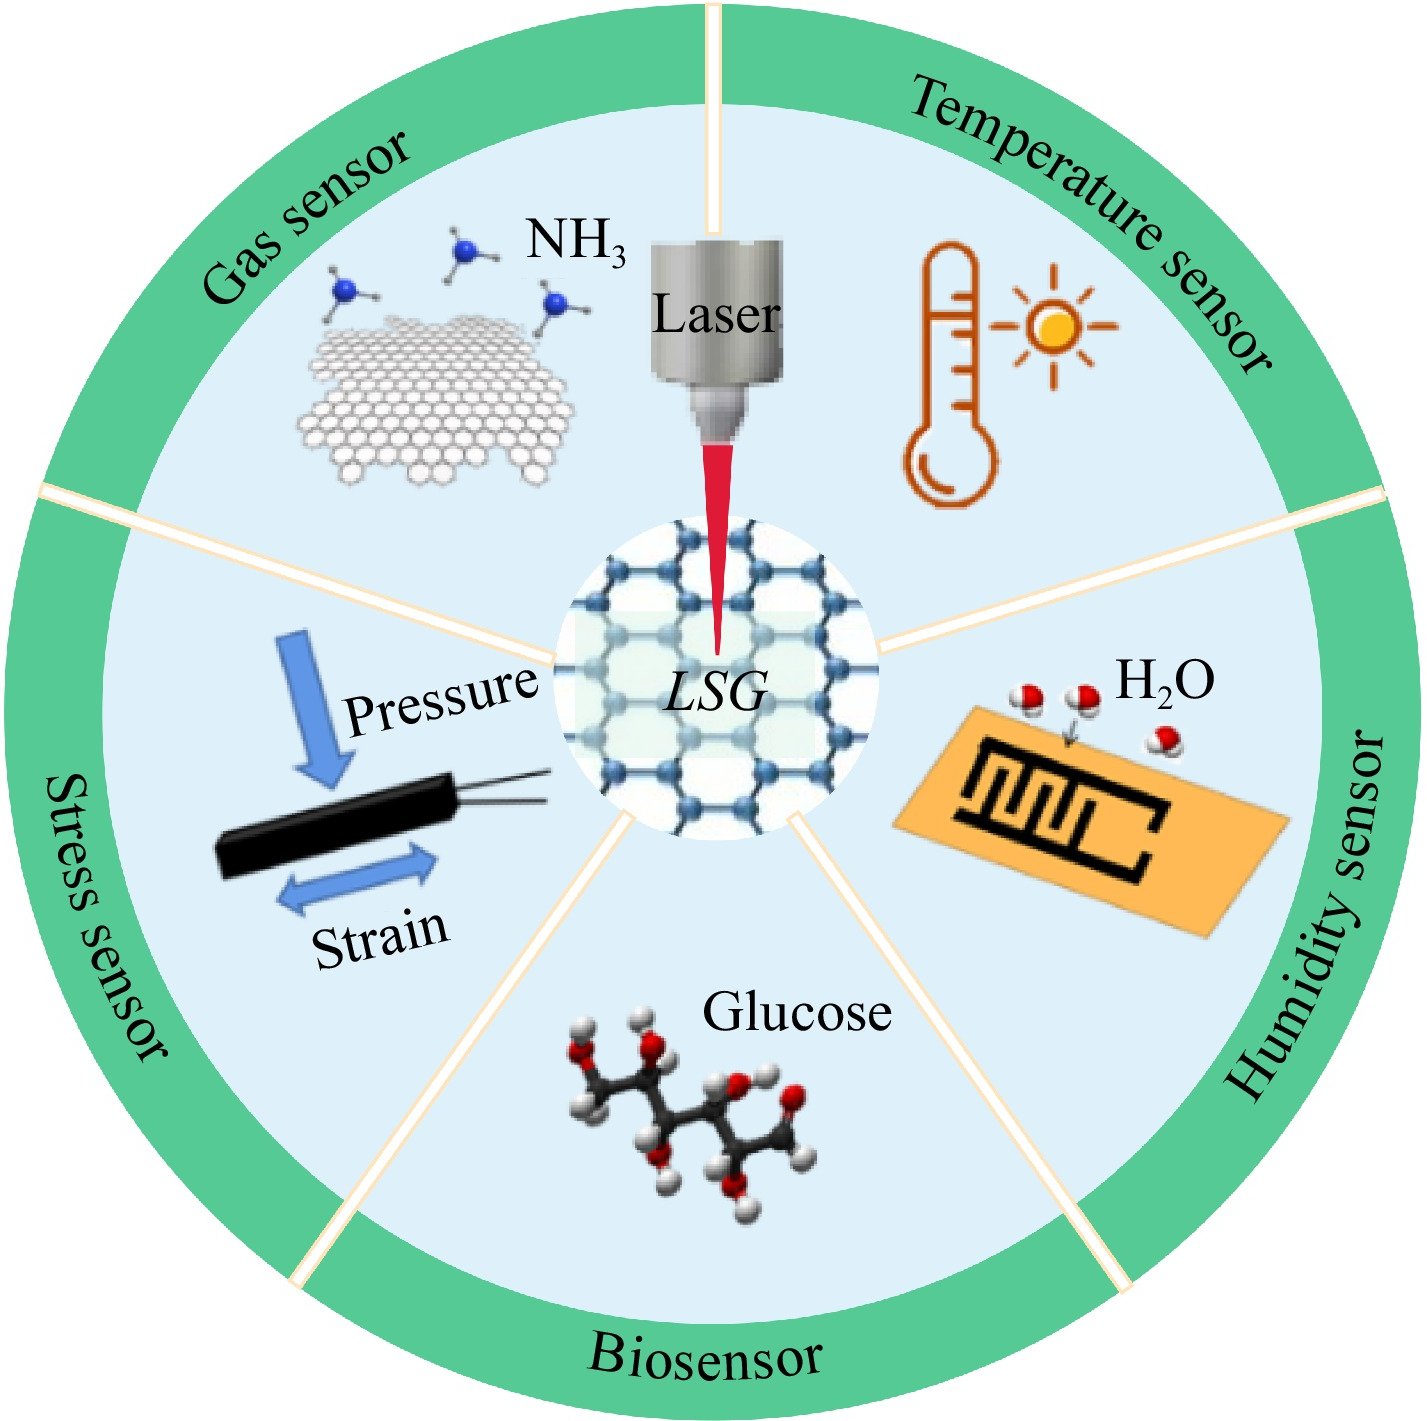 Gas sensor
Temperature sensor
NH₃
Laser
LSG
Pressure
Strain
Stress sensor
H₂O
Humidity sensor
Glucose
Biosensor